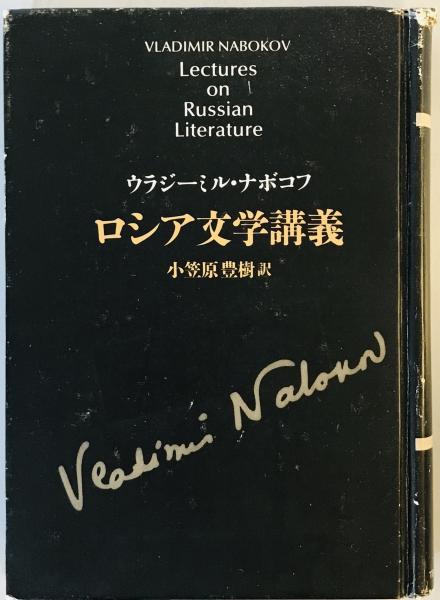 VLADIMIR NABOKOV
Lectures
on
Russian
Literature
ウラジーミル・ナボコフ
ロシア文学講義
小笠原豊樹訳
Vladimir Nabokov